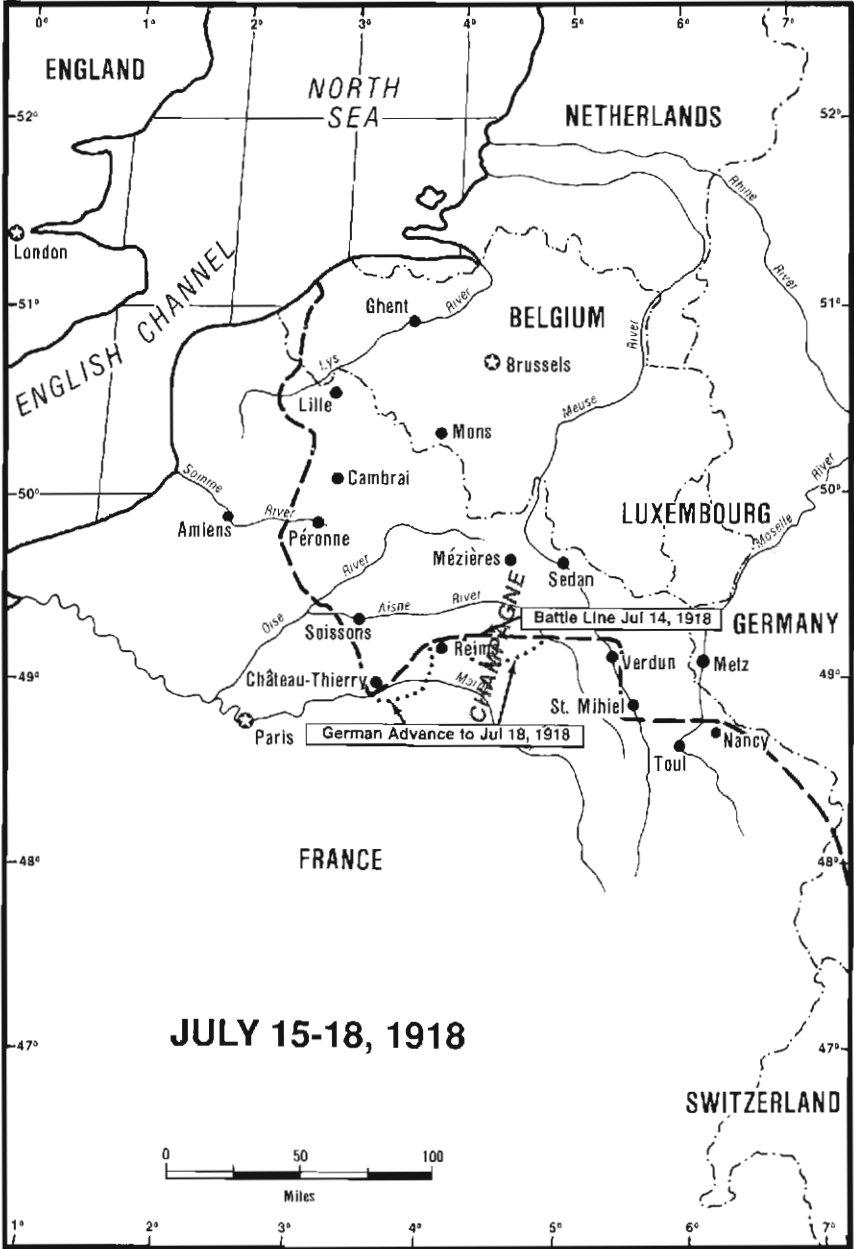 0° 1° 2° 3° 4° 5° 6° 7°
ENGLAND
NORTH
SEA
NETHERLANDS
52° 52°
Rhine
River
London
ENGLISH CHANNEL
51° 51°
Ghent
River
BELGIUM
River
Brussels
Lys
Lille
Meuse
Mons
Cambrai
Somme
River
50° 50°
River
Amiens
Péronne
LUXEMBOURG
Moselle
River
Mézières
Sedan
Oise
Aisne
River
CHAMPAGNE
Battle Line Jul 14, 1918
GERMANY
Soissons
Reims
Verdun
Metz
49° 49°
Château-Thierry
St. Mihiel
Paris
German Advance to Jul 18, 1918
Nancy
Toul
FRANCE
48° 48°
JULY 15-18, 1918
47° 47°
SWITZERLAND
0 50 100
Miles
1° 2° 3° 4° 5° 6° 7°